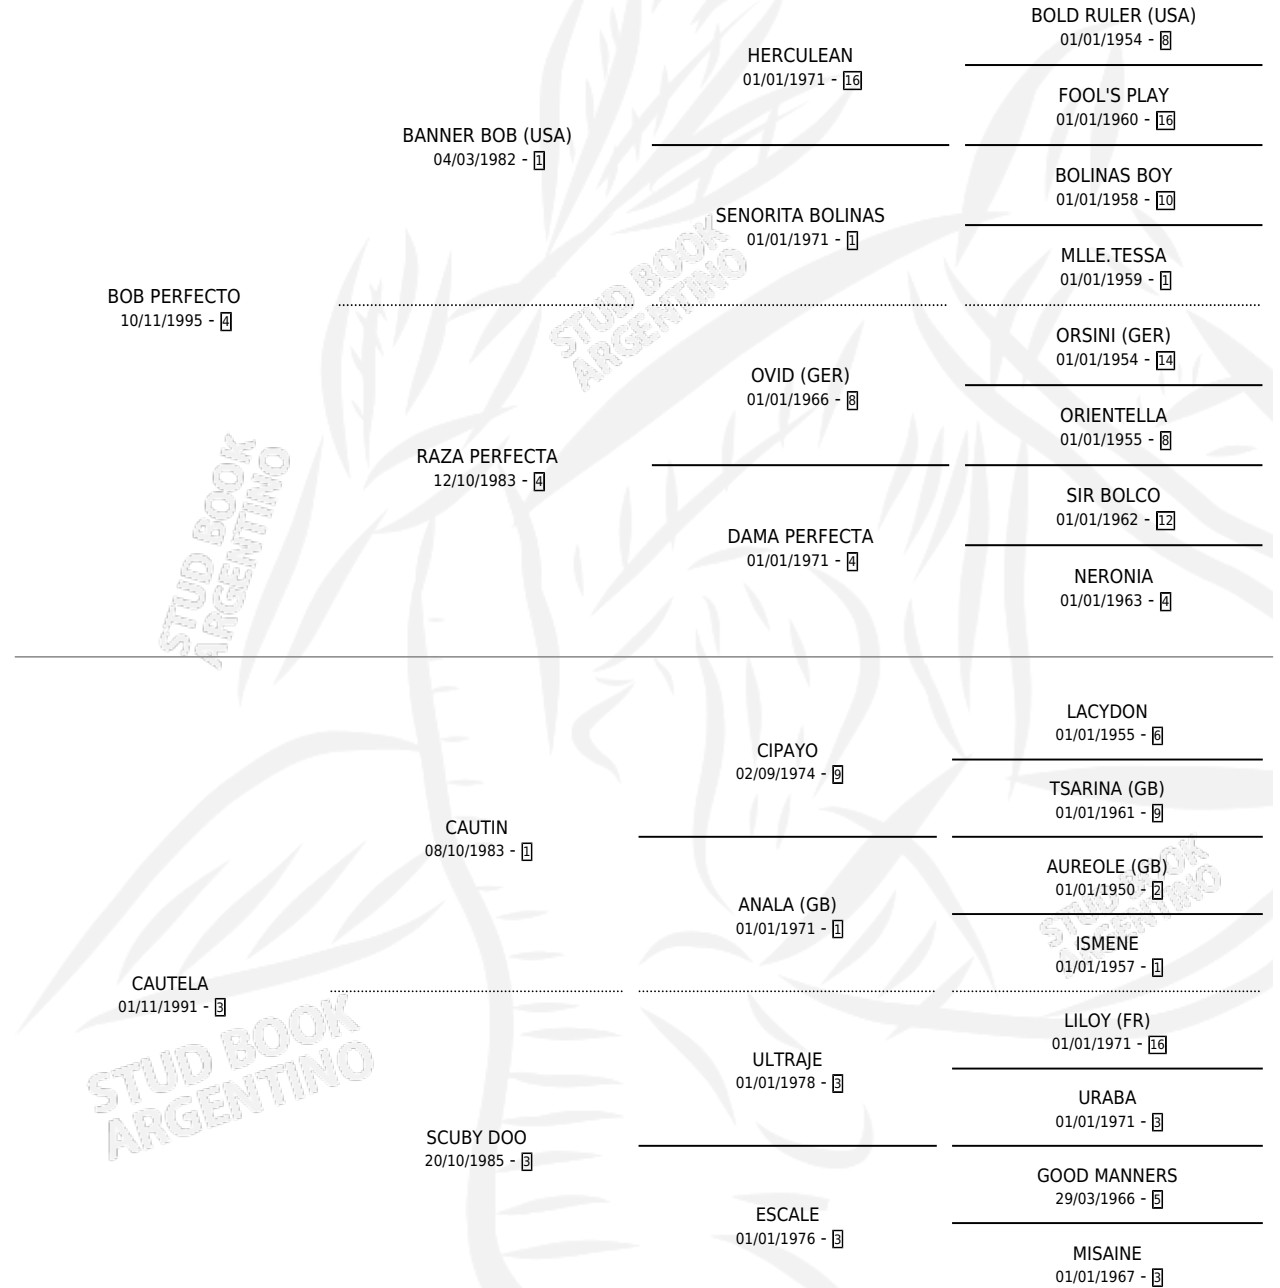 BOLD RULER (USA)
01/01/1954 - 8
HERCULEAN
01/01/1971 - 16
FOOL'S PLAY
01/01/1960 - 16
BANNER BOB (USA)
04/03/1982 - 1
BOLINAS BOY
01/01/1958 - 10
SENORITA BOLINAS
01/01/1971 - 1
MLLE.TESSA
01/01/1959 - 1
BOB PERFECTO
10/11/1995 - 4
STUD BOOK
ARGENTINO
ORSINI (GER)
01/01/1954 - 14
OVID (GER)
01/01/1966 - 8
ORIENTELLA
01/01/1955 - 8
RAZA PERFECTA
12/10/1983 - 4
SIR BOLCO
01/01/1962 - 12
DAMA PERFECTA
01/01/1971 - 4
NERONIA
01/01/1963 - 4
STUD BOOK
ARGENTINO
LACYDON
01/01/1955 - 6
CIPAYO
02/09/1974 - 9
TSARINA (GB)
01/01/1961 - 9
CAUTIN
08/10/1983 - 1
AUREOLE (GB)
01/01/1950 - 2
ANALA (GB)
01/01/1971 - 1
ISMENE
01/01/1957 - 1
STUD BOOK
ARGENTINO
CAUTELA
01/11/1991 - 3
LILOY (FR)
01/01/1971 - 16
ULTRAJE
01/01/1978 - 3
URABA
01/01/1971 - 3
STUD BOOK
ARGENTINO
SCUBY DOO
20/10/1985 - 3
GOOD MANNERS
29/03/1966 - 5
ESCALE
01/01/1976 - 3
MISAINE
01/01/1967 - 3